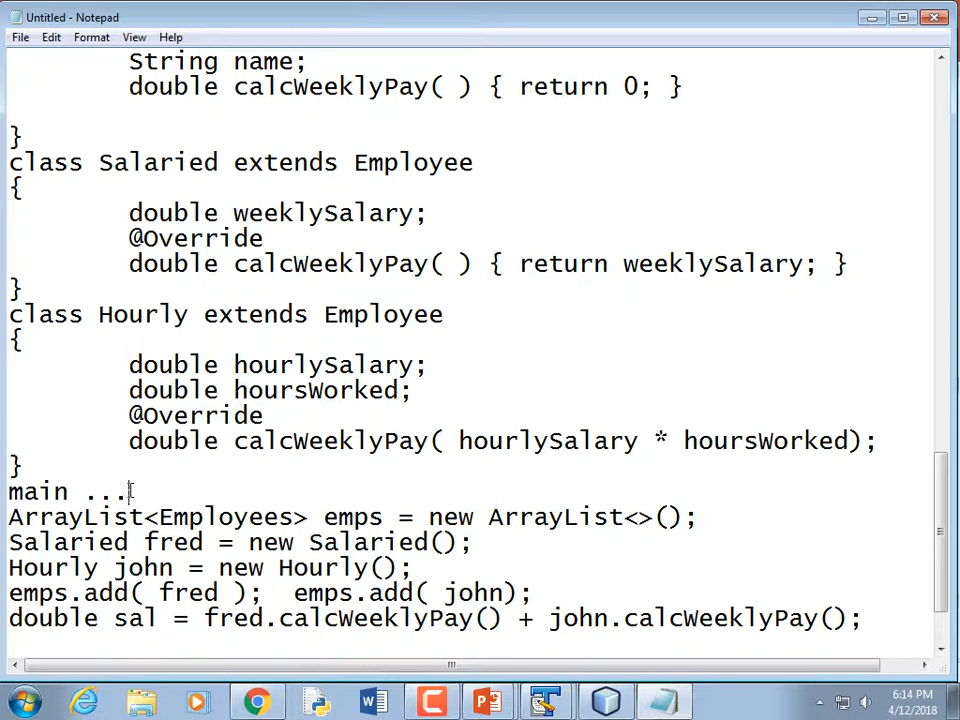 Untitled - Notepad
File Edit Format View Help
String name;
double calcWeeklyPay( ) { return 0; }
}
class Salaried extends Employee
{
double weeklySalary;
@Override
double calcWeeklyPay( ) { return weeklySalary; }
}
class Hourly extends Employee
{
double hourlySalary;
double hoursWorked;
@Override
double calcWeeklyPay( hourlySalary * hoursWorked);
}
main ...
ArrayList<Employees> emps = new ArrayList<>();
Salaried fred = new Salaried();
Hourly john = new Hourly();
emps.add( fred );  emps.add( john);
double sal = fred.calcWeeklyPay() + john.calcWeeklyPay();
6:14 PM
4/12/2018